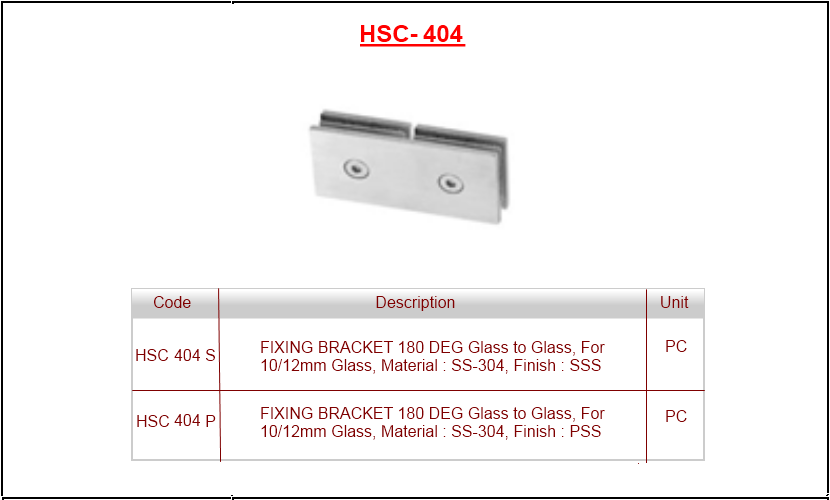 HSC- 404
Code Description Unit
HSC 404 S
FIXING BRACKET 180 DEG Glass to Glass, For
10/12mm Glass, Material : SS-304, Finish : SSS
PC
HSC 404 P
FIXING BRACKET 180 DEG Glass to Glass, For
10/12mm Glass, Material : SS-304, Finish : PSS
PC